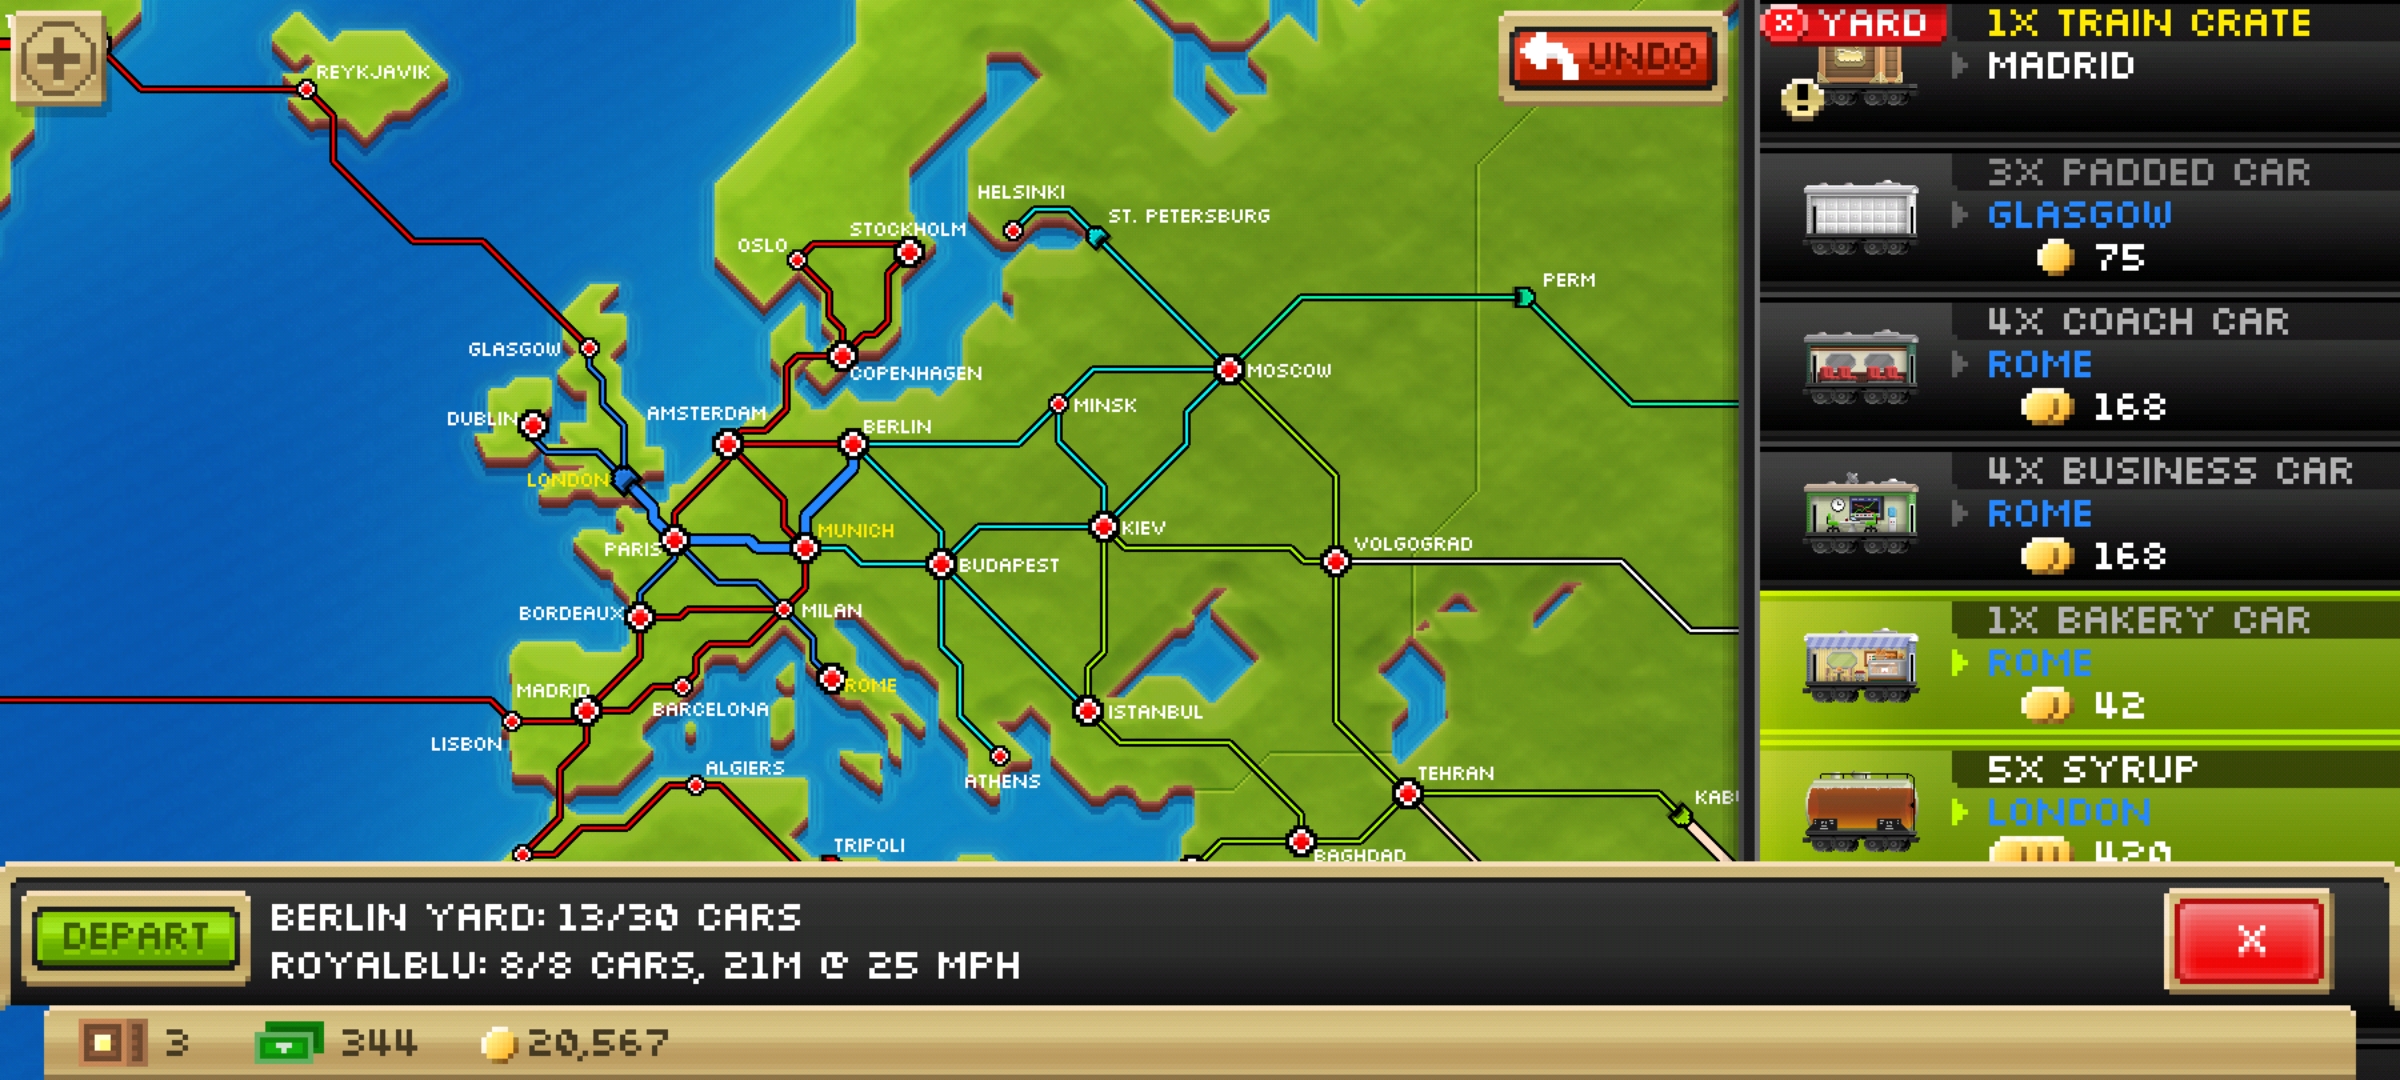 REYKJAVIK
UNDO
HELSINKI
ST. PETERSBURG
STOCKHOLM
OSLO
PERM
GLASGOW
COPENHAGEN
MOSCOW
AMSTERDAM
DUBLIN
BERLIN
MINSK
LONDON
MUNICH
KIEV
PARIS
VOLGOGRAD
BUDAPEST
BORDEAUX
MILAN
MADRID
ROME
BARCELONA
ISTANBUL
LISBON
ALGIERS
ATHENS
TEHRAN
TRIPOLI
BAGHDAD
YARD
1X TRAIN CRATE
MADRID
3X PADDED CAR
GLASGOW
75
4X COACH CAR
ROME
168
4X BUSINESS CAR
ROME
168
1X BAKERY CAR
ROME
42
5X SYRUP
LONDON
420
DEPART
BERLIN YARD: 13/30 CARS
ROYALBLU: 8/8 CARS, 21M @ 25 MPH
X
3
344
20,567